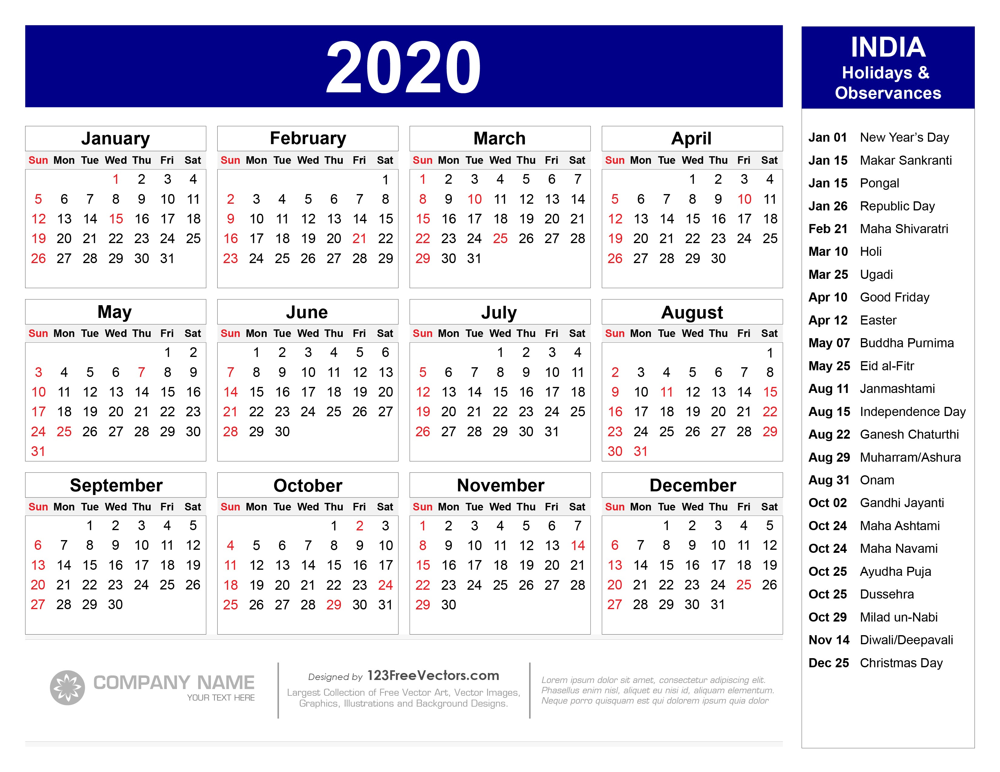 2020
January
Sun Mon Tue Wed Thu Fri Sat
1 2 3 4
5 6 7 8 9 10 11
12 13 14 15 16 17 18
19 20 21 22 23 24 25
26 27 28 29 30 31
February
Sun Mon Tue Wed Thu Fri Sat
1
2 3 4 5 6 7 8
9 10 11 12 13 14 15
16 17 18 19 20 21 22
23 24 25 26 27 28 29
March
Sun Mon Tue Wed Thu Fri Sat
1 2 3 4 5 6 7
8 9 10 11 12 13 14
15 16 17 18 19 20 21
22 23 24 25 26 27 28
29 30 31
April
Sun Mon Tue Wed Thu Fri Sat
1 2 3 4
5 6 7 8 9 10 11
12 13 14 15 16 17 18
19 20 21 22 23 24 25
26 27 28 29 30
May
Sun Mon Tue Wed Thu Fri Sat
1 2
3 4 5 6 7 8 9
10 11 12 13 14 15 16
17 18 19 20 21 22 23
24 25 26 27 28 29 30
31
June
Sun Mon Tue Wed Thu Fri Sat
1 2 3 4 5 6
7 8 9 10 11 12 13
14 15 16 17 18 19 20
21 22 23 24 25 26 27
28 29 30
July
Sun Mon Tue Wed Thu Fri Sat
1 2 3 4
5 6 7 8 9 10 11
12 13 14 15 16 17 18
19 20 21 22 23 24 25
26 27 28 29 30 31
August
Sun Mon Tue Wed Thu Fri Sat
1
2 3 4 5 6 7 8
9 10 11 12 13 14 15
16 17 18 19 20 21 22
23 24 25 26 27 28 29
30 31
September
Sun Mon Tue Wed Thu Fri Sat
1 2 3 4 5
6 7 8 9 10 11 12
13 14 15 16 17 18 19
20 21 22 23 24 25 26
27 28 29 30
October
Sun Mon Tue Wed Thu Fri Sat
1 2 3
4 5 6 7 8 9 10
11 12 13 14 15 16 17
18 19 20 21 22 23 24
25 26 27 28 29 30 31
November
Sun Mon Tue Wed Thu Fri Sat
1 2 3 4 5 6 7
8 9 10 11 12 13 14
15 16 17 18 19 20 21
22 23 24 25 26 27 28
29 30
December
Sun Mon Tue Wed Thu Fri Sat
1 2 3 4 5
6 7 8 9 10 11 12
13 14 15 16 17 18 19
20 21 22 23 24 25 26
27 28 29 30 31
INDIA
Holidays &
Observances
Jan 01 New Year’s Day
Jan 15 Makar Sankranti
Jan 15 Pongal
Jan 26 Republic Day
Feb 21 Maha Shivaratri
Mar 10 Holi
Mar 25 Ugadi
Apr 10 Good Friday
Apr 12 Easter
May 07 Buddha Purnima
May 25 Eid al-Fitr
Aug 11 Janmashtami
Aug 15 Independence Day
Aug 22 Ganesh Chaturthi
Aug 29 Muharram/Ashura
Aug 31 Onam
Oct 02 Gandhi Jayanti
Oct 24 Maha Ashtami
Oct 24 Maha Navami
Oct 25 Ayudha Puja
Oct 25 Dussehra
Oct 29 Milad un-Nabi
Nov 14 Diwali/Deepavali
Dec 25 Christmas Day
COMPANY NAME
YOUR TEXT HERE
Designed by 123FreeVectors.com
Largest Collection of Free Vector Art, Vector Images,
Graphics, Illustrations and Background Designs.
Lorem ipsum dolor sit amet, consectetur adipiscing elit.
Phasellus enim nisl, aliquet eu nisi id, aliquam elementum.
Neque porro quisquam est qui dolorem ipsum quia dolor